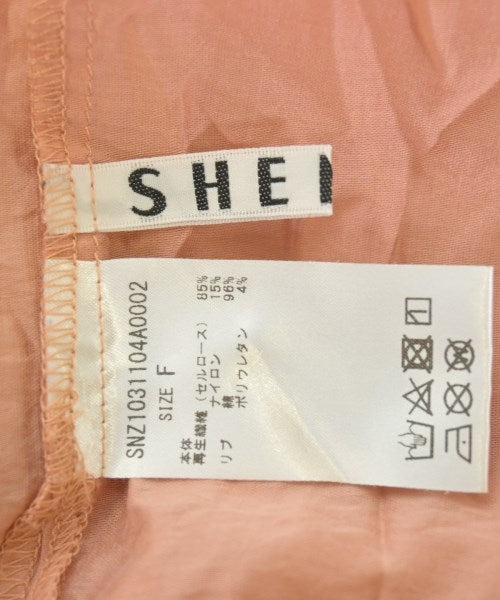 SHE
SNZ1031104A0002
SIZE F
本体
再生繊維(セルロース) 85%
ナイロン 15%
リブ 綿 96%
ポリウレタン 4%